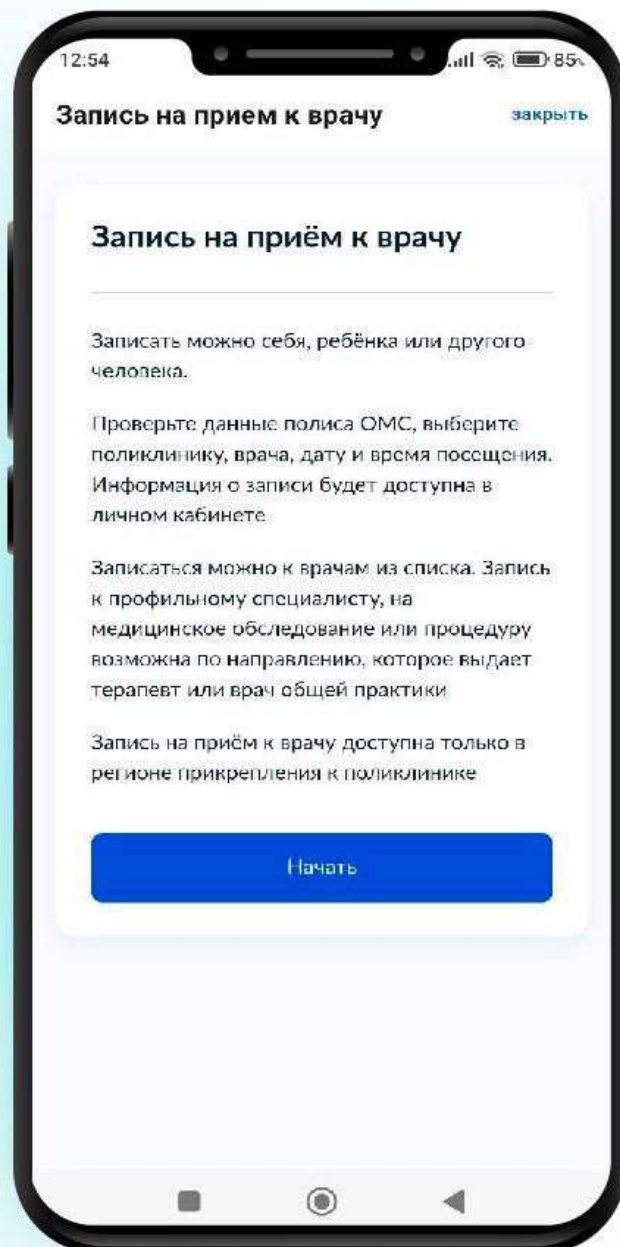 12:54
85
Запись на прием к врачу
закрыть
Запись на приём к врачу
Записать можно себя, ребёнка или другого
человека.
Проверьте данные полиса ОМС, выберите
поликлинику, врача, дату и время посещения.
Информация о записи будет доступна в
личном кабинете
Записаться можно к врачам из списка. Запись
к профильному специалисту, на
медицинское обследование или процедуру
возможна по направлению, которое выдает
терапевт или врач общей практики
Запись на приём к врачу доступна только в
регионе прикрепления к поликлинике
Начать